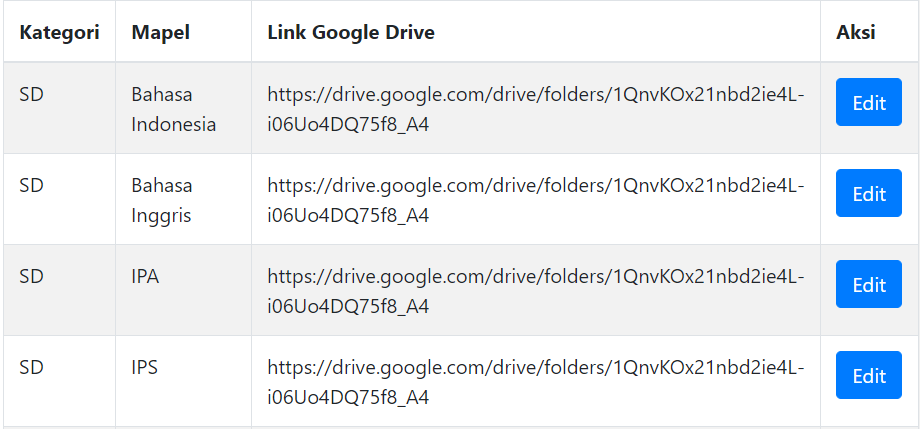 Kategori Mapel Link Google Drive Aksi
SD Bahasa Indonesia https://drive.google.com/drive/folders/1QnvKOx21nbd2ie4L-i06Uo4DQ75f8_A4 Edit
SD Bahasa Inggris https://drive.google.com/drive/folders/1QnvKOx21nbd2ie4L-i06Uo4DQ75f8_A4 Edit
SD IPA https://drive.google.com/drive/folders/1QnvKOx21nbd2ie4L-i06Uo4DQ75f8_A4 Edit
SD IPS https://drive.google.com/drive/folders/1QnvKOx21nbd2ie4L-i06Uo4DQ75f8_A4 Edit